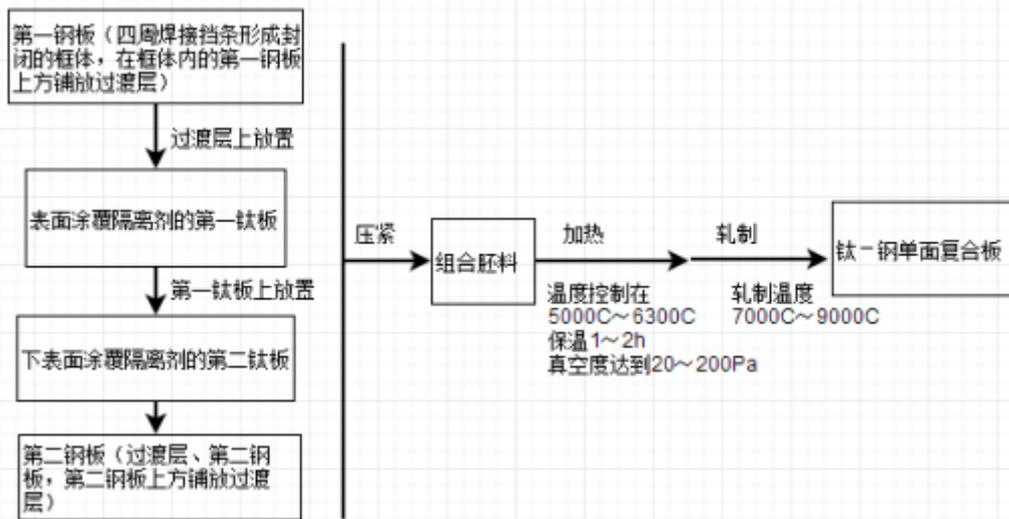 第一钢板（四周焊接挡条形成封
闭的框体，在框体内的第一钢板
上方铺放过渡层）
过渡层上放置
表面涂覆隔离剂的第一钛板
第一钛板上放置
下表面涂覆隔离剂的第二钛板
第二钢板（过渡层、第二钢
板，第二钢板上方铺放过渡
层）
压紧
组合胚料
加热
温度控制在
5000C～6300C
保温1～2h
真空度达到20～200Pa
轧制
轧制温度
7000C～9000C
钛－钢单面复合板